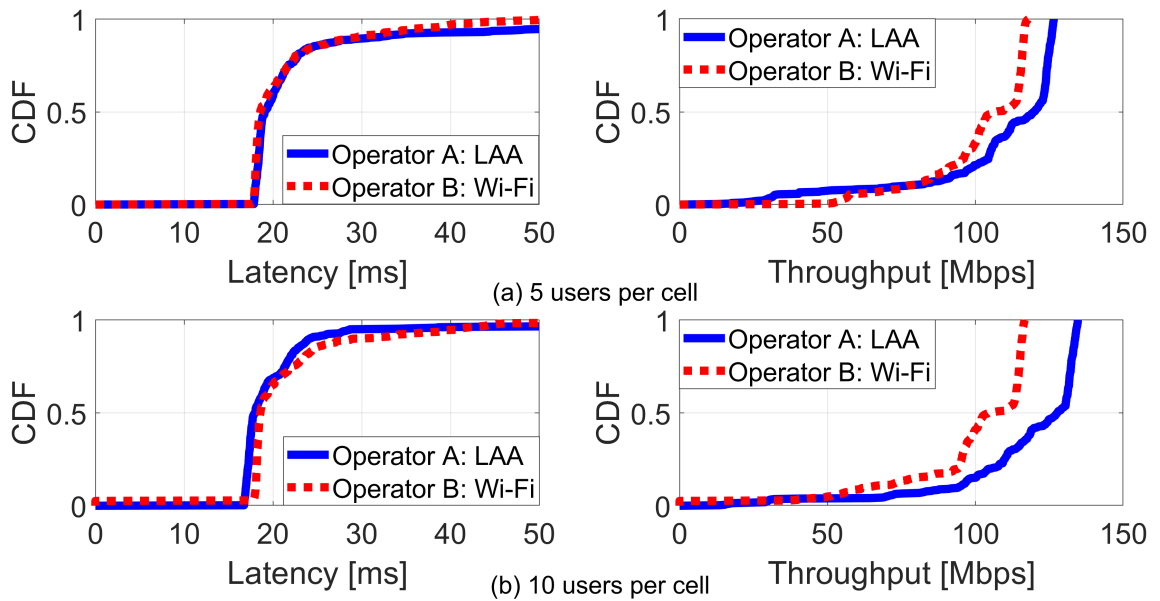 1
0.5
0
CDF
Operator A: LAA
Operator B: Wi-Fi
0 10 20 30 40 50
Latency [ms]
1
0.5
0
CDF
Operator A: LAA
Operator B: Wi-Fi
0 50 100 150
Throughput [Mbps]
(a) 5 users per cell
1
0.5
0
CDF
Operator A: LAA
Operator B: Wi-Fi
0 10 20 30 40 50
Latency [ms]
1
0.5
0
CDF
Operator A: LAA
Operator B: Wi-Fi
0 50 100 150
Throughput [Mbps]
(b) 10 users per cell